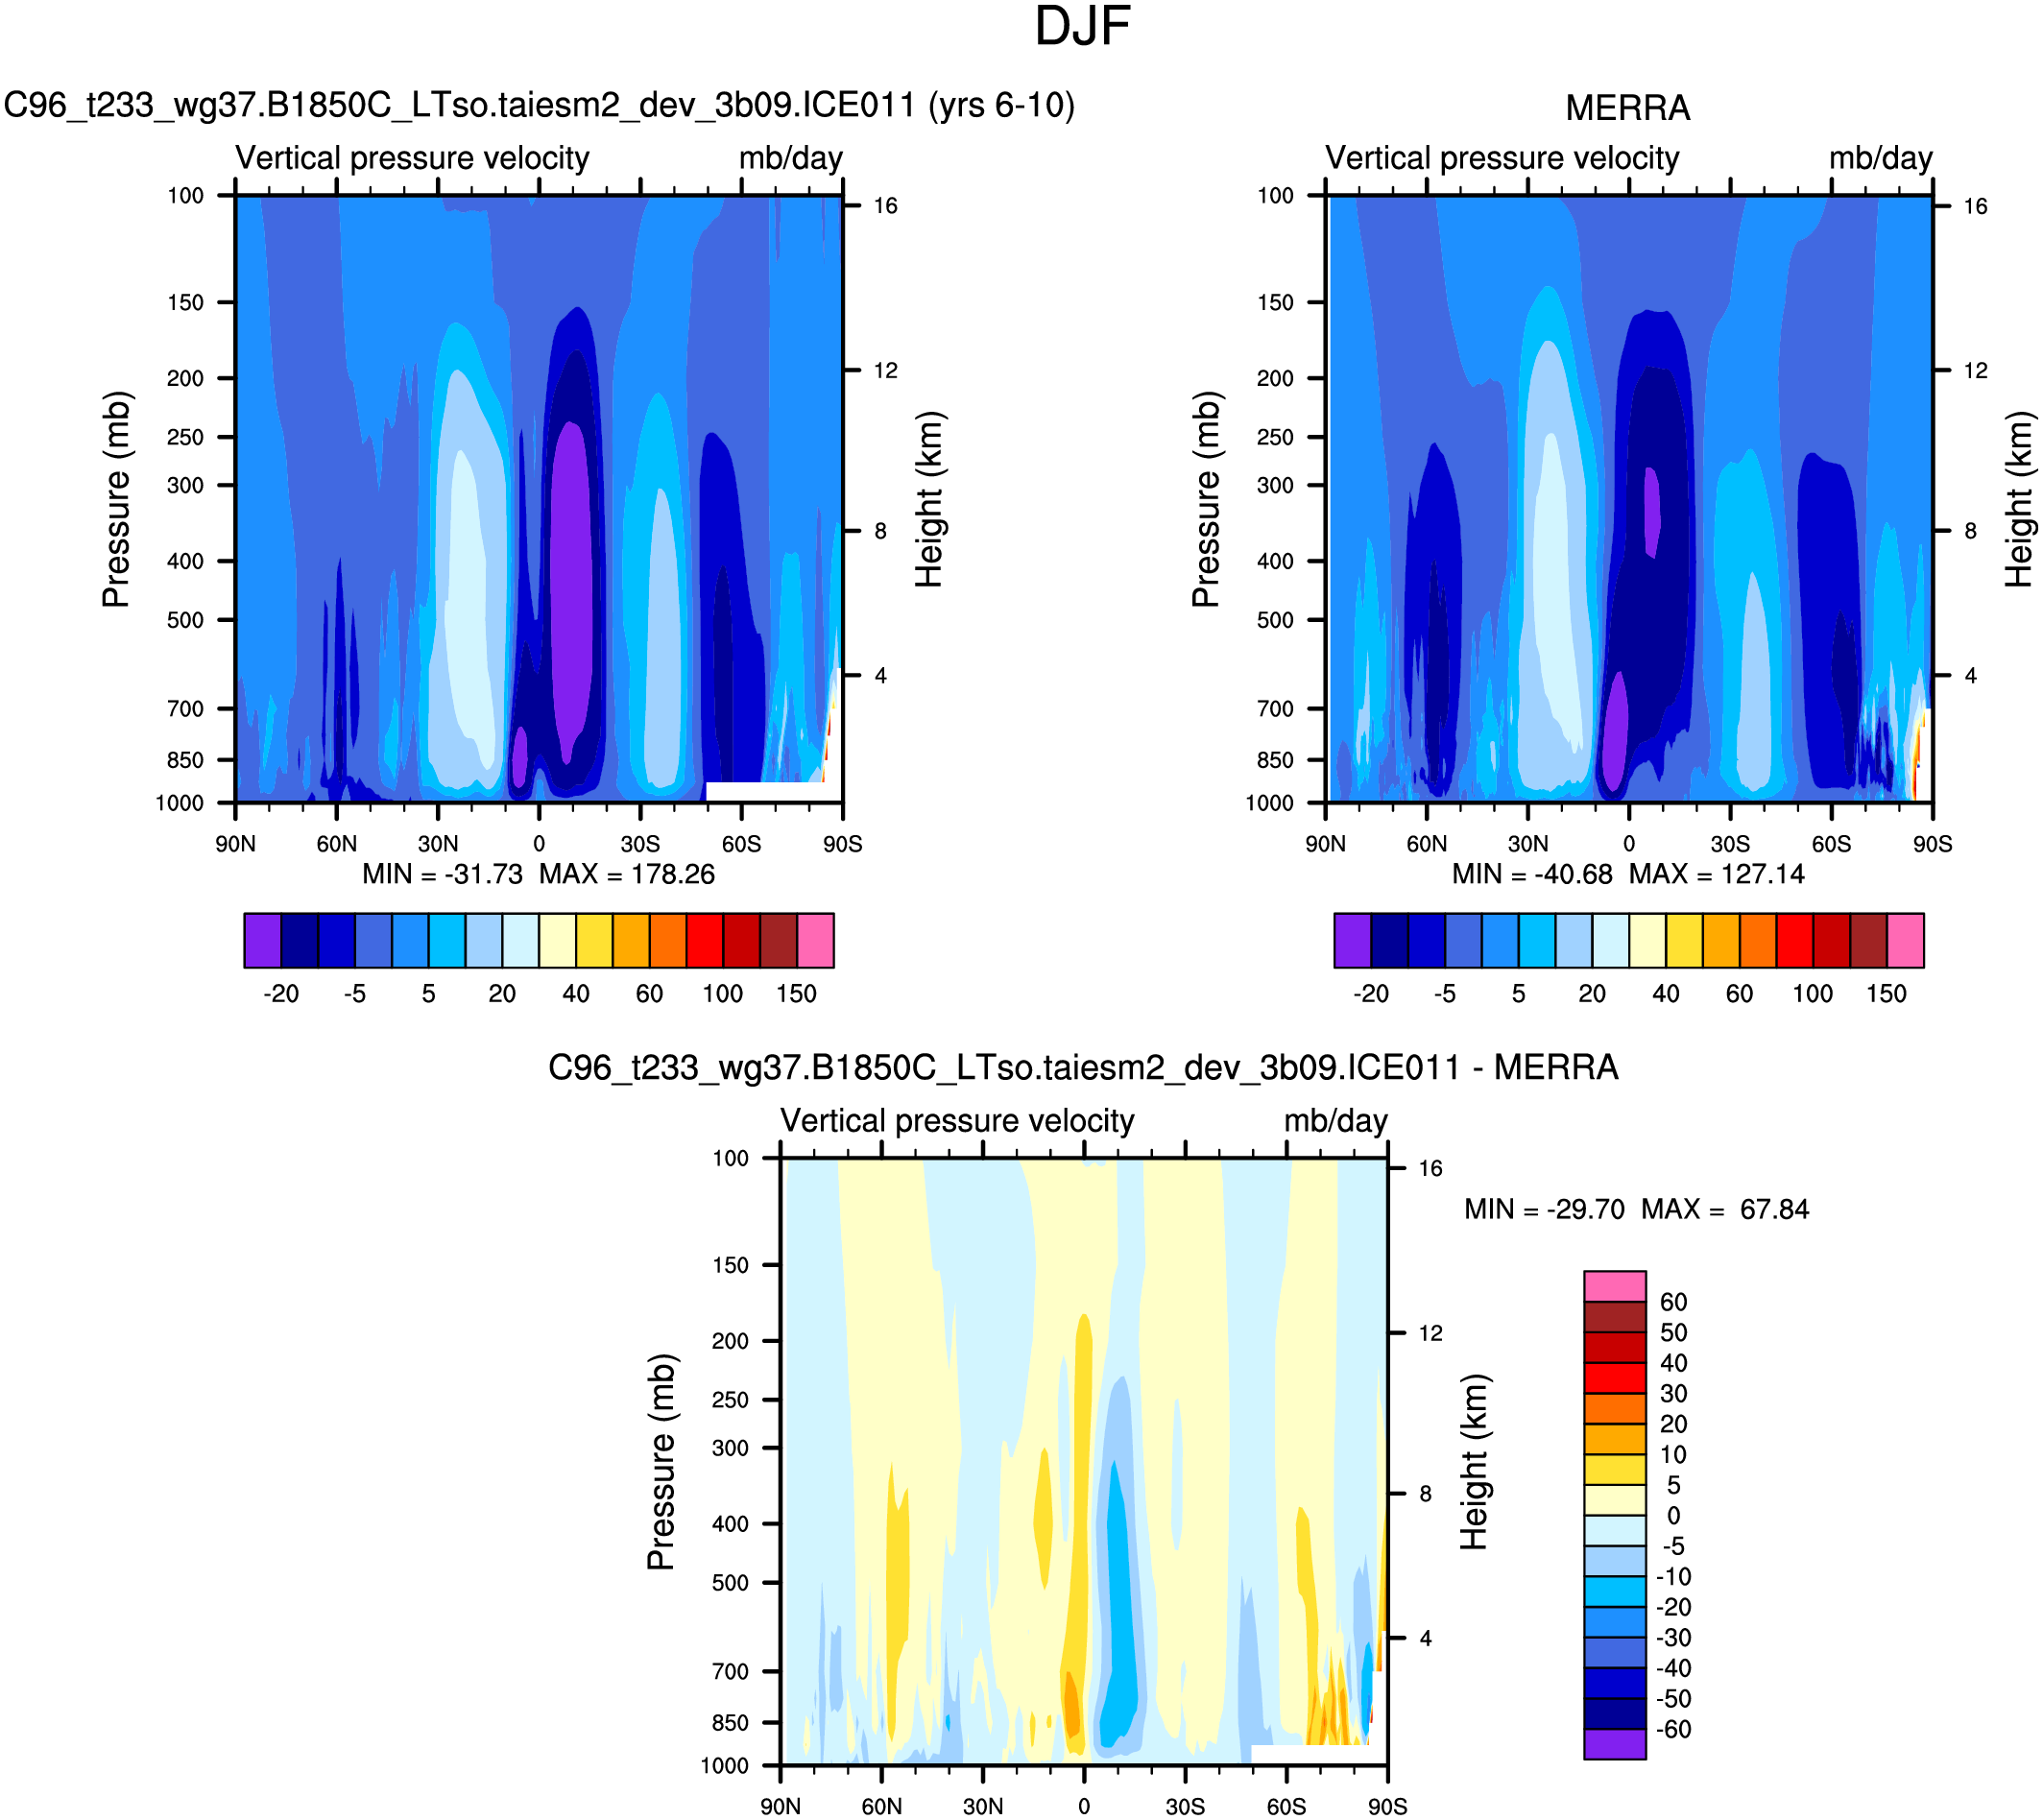 DJF
C96_t233_wg37.B1850C_LTso.taiesm2_dev_3b09.ICE011 (yrs 6-10)
Vertical pressure velocity mb/day
100
150
200
250
300
400
500
700
850
1000
Pressure (mb)
16
12
8
4
Height (km)
90N 60N 30N 0 30S 60S 90S
MIN = -31.73 MAX = 178.26
-20 -5 5 20 40 60 100 150
MERRA
Vertical pressure velocity mb/day
100
150
200
250
300
400
500
700
850
1000
Pressure (mb)
16
12
8
4
Height (km)
90N 60N 30N 0 30S 60S 90S
MIN = -40.68 MAX = 127.14
-20 -5 5 20 40 60 100 150
C96_t233_wg37.B1850C_LTso.taiesm2_dev_3b09.ICE011 - MERRA
Vertical pressure velocity mb/day
100
150
200
250
300
400
500
700
850
1000
Pressure (mb)
16
12
8
4
Height (km)
90N 60N 30N 0 30S 60S 90S
MIN = -29.70 MAX = 67.84
60
50
40
30
20
10
5
0
-5
-10
-20
-30
-40
-50
-60